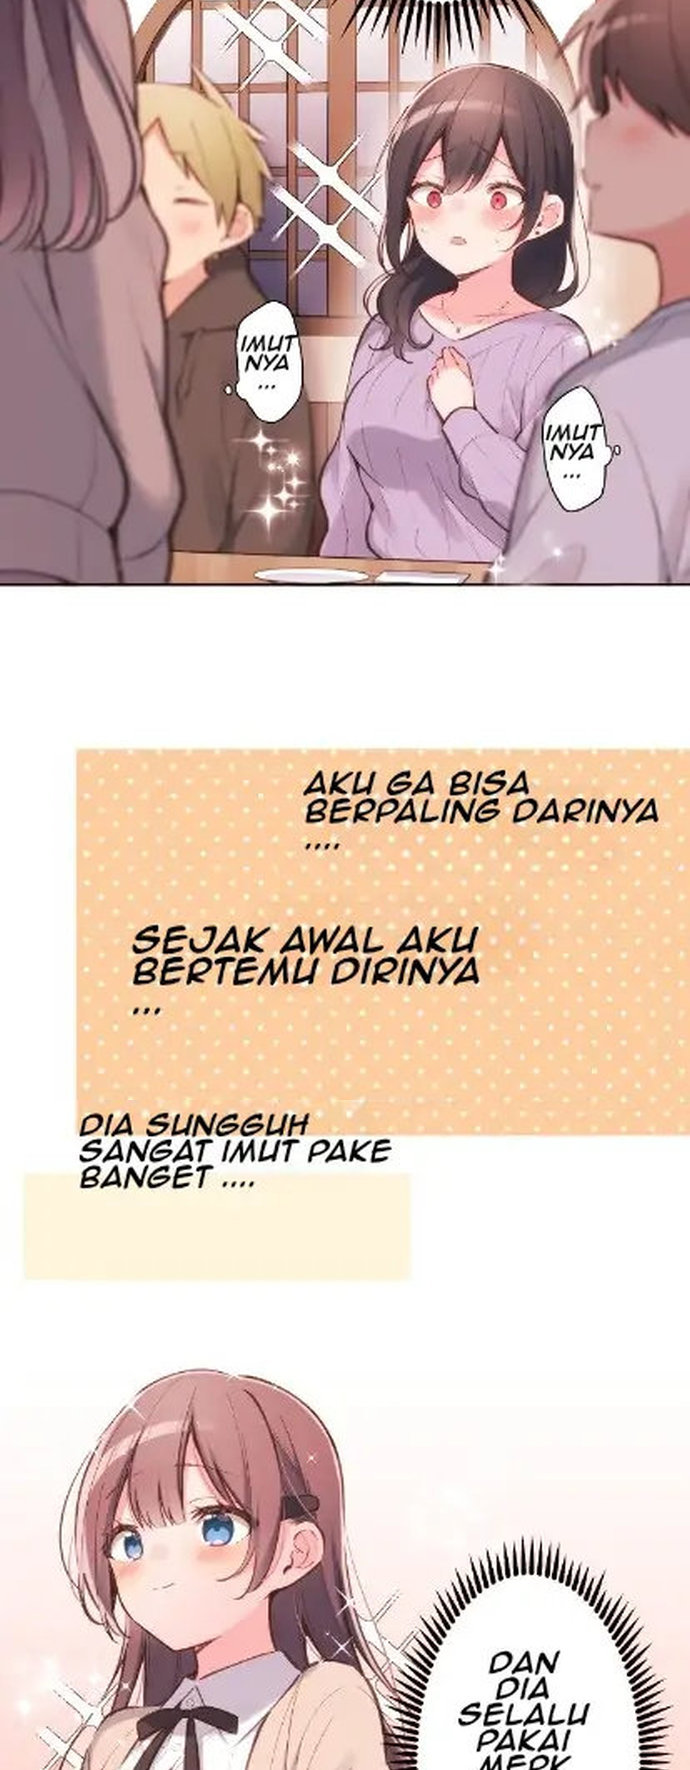 IMUT
NYA
...
IMUT
NYA
...
AKU GA BISA
BERPALING DARINYA
....
SEJAK AWAL AKU
BERTEMU DIRINYA
...
DIA SUNGGUH
SANGAT IMUT PAKE
BANGET ....
DAN
DIA
SELALU
PAKAI
MERK